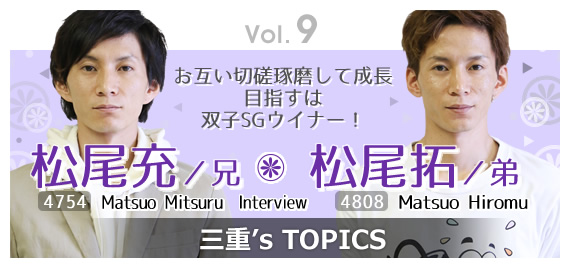 Vol. 9
お互い切磋琢磨して成長
目指すは
双子SGウイナー！
松尾充／兄 松尾拓／弟
4754 Matsuo Mitsuru Interview 4808 Matsuo Hiromu
三重's TOPICS